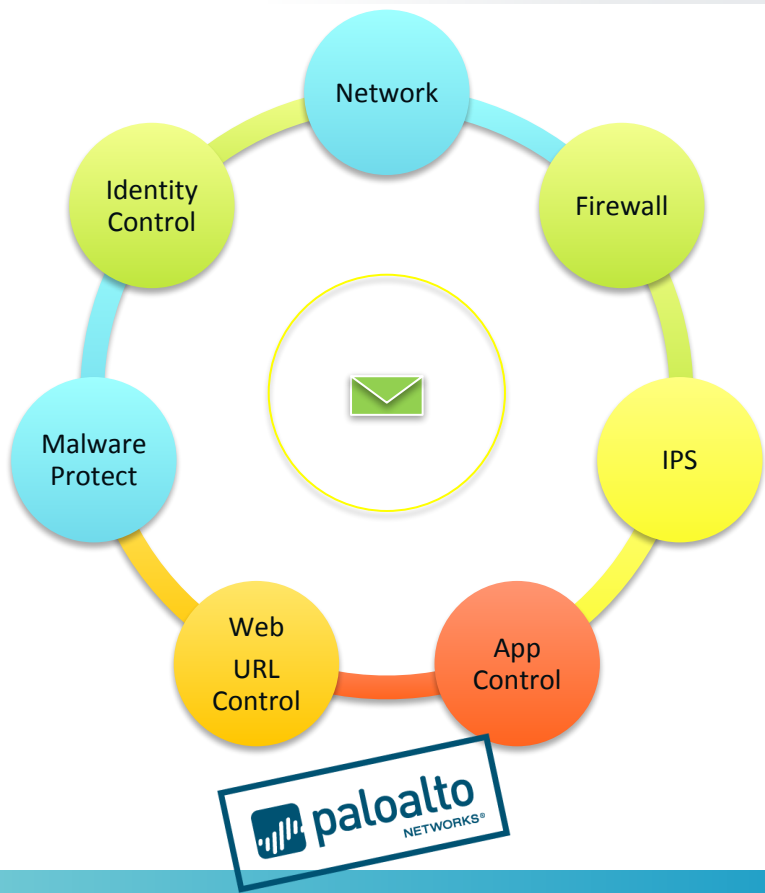 Network
Firewall
IPS
App
Control
Web
URL
Control
Malware
Protect
Identity
Control
paloalto
NETWORKS®